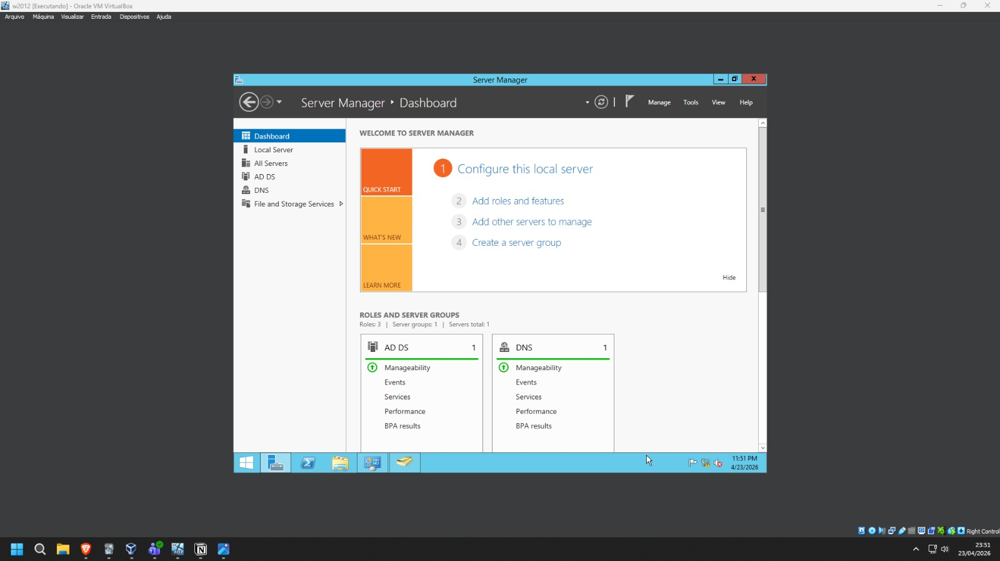 w2012 [Executando] - Oracle VM VirtualBox
Arquivo Máquina Visualizar Entrada Dispositivos Ajuda
Server Manager
Server Manager Dashboard
Manage Tools View Help
Dashboard
Local Server
All Servers
AD DS
DNS
File and Storage Services
WELCOME TO SERVER MANAGER
QUICK START
WHAT'S NEW
LEARN MORE
1 Configure this local server
2 Add roles and features
3 Add other servers to manage
4 Create a server group
Hide
ROLES AND SERVER GROUPS
Roles: 3 | Server groups: 1 | Servers total: 1
AD DS 1
Manageability
Events
Services
Performance
BPA results
DNS 1
Manageability
Events
Services
Performance
BPA results
11:51 PM
4/23/2026
Right Control
23:51
23/04/2026